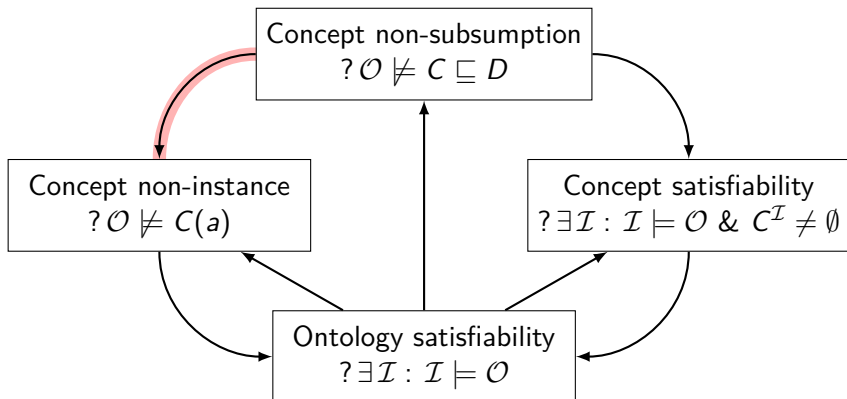 Concept non-subsumption
? 𝒪 ⊭ C ⊑ D
Concept non-instance
? 𝒪 ⊭ C(a)
Concept satisfiability
? ∃ ℐ : ℐ ⊨ 𝒪 & C^ℐ ≠ ∅
Ontology satisfiability
? ∃ ℐ : ℐ ⊨ 𝒪